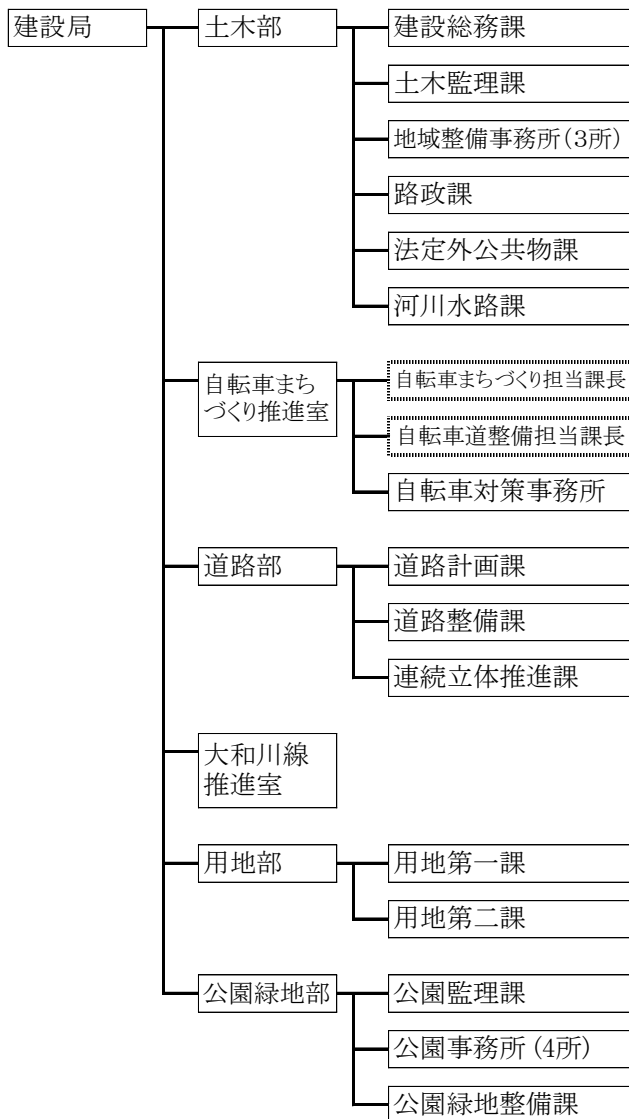 建設局
土木部
建設総務課
土木監理課
地域整備事務所(3所)
路政課
法定外公共物課
河川水路課
自転車まち
づくり推進室
自転車まちづくり担当課長
自転車道整備担当課長
自転車対策事務所
道路部
道路計画課
道路整備課
連続立体推進課
大和川線
推進室
用地部
用地第一課
用地第二課
公園緑地部
公園監理課
公園事務所 (4所)
公園緑地整備課